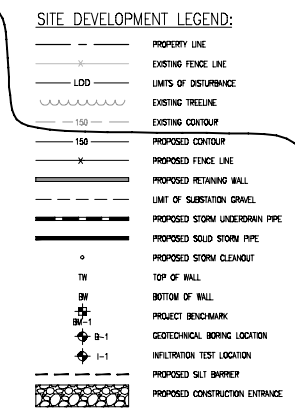 SITE DEVELOPMENT LEGEND:
PROPERTY LINE
X EXISTING FENCE LINE
LOD LIMITS OF DISTURBANCE
EXISTING TREELINE
150 EXISTING CONTOUR
150 PROPOSED CONTOUR
X PROPOSED FENCE LINE
PROPOSED RETAINING WALL
LIMIT OF SUBSTATION GRAVEL
PROPOSED STORM UNDERDRAIN PIPE
PROPOSED SOLID STORM PIPE
PROPOSED STORM CLEANOUT
TW TOP OF WALL
BW BOTTOM OF WALL
BM-1 PROJECT BENCHMARK
B-1 GEOTECHNICAL BORING LOCATION
I-1 INFILTRATION TEST LOCATION
PROPOSED SILT BARRIER
PROPOSED CONSTRUCTION ENTRANCE